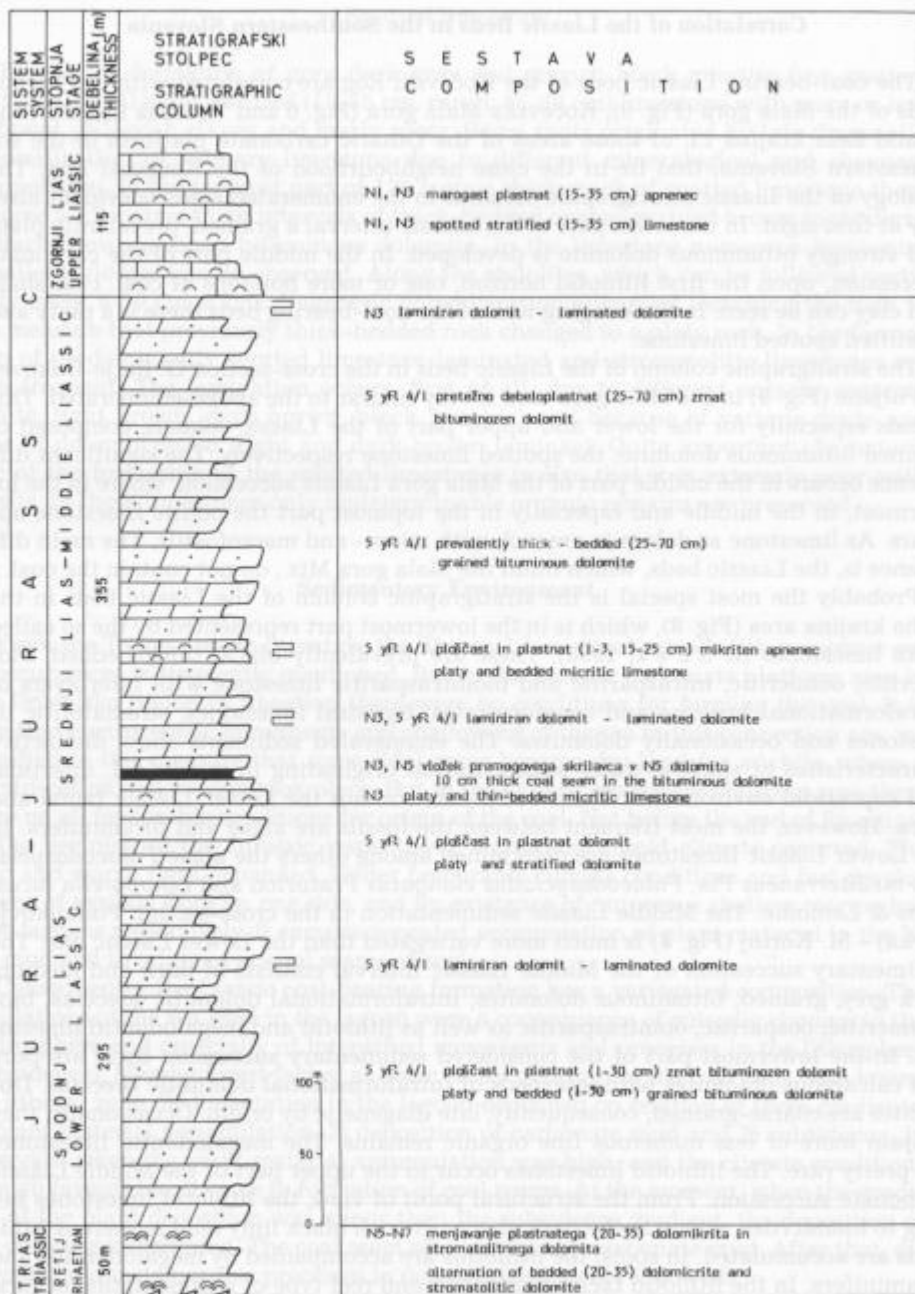 SISTEM
SYSTEM
STOPNJA
STAGE
DEBELINA (m)
THICKNESS
STRATIGRAFSKI
STOLPEC
STRATIGRAPHIC
COLUMN
S E S T A V A
C O M P O S I T I O N
JURA – JURASSIC
ZGORNJI LIAS
UPPER LIASSIC
115
N1, N3 marogast plastnat (15-35 cm) apnenec
N1, N3 spotted stratified (15-35 cm) limestone
SREDNJI LIAS – MIDDLE LIASSIC
355
N3 laminiran dolomit - laminated dolomite
5 yR 4/1 pretežno debeloplastnat (25-70 cm) zrnat
bituminozen dolomit
5 yR 4/1 prevalently thick - bedded (25-70 cm)
grained bituminous dolomite
5 yR 4/1 ploščast in plastnat (1-3, 15-25 cm) mikriten apnenec
platy and bedded micritic limestone
N3, 5 yR 4/1 laminiran dolomit - laminated dolomite
N3, N5 vložek premogovega skrilavca v N5 dolomitu
10 cm thick coal seam in the bituminous dolomite
N3 platy and thin-bedded micritic limestone
SPODNJI LIAS
LOWER LIASSIC
295
5 yR 4/1 ploščast in plastnat dolomit
platy and stratified dolomite
5 yR 4/1 laminiran dolomit - laminated dolomite
5 yR 4/1 ploščast in plastnat (1-30 cm) zrnat bituminozen dolomit
platy and bedded (1-30 cm) grained bituminous dolomite
100 m
50
0
TRIAS
TRIASSIC
RETIJ
RHAETIAN
50m
N5-N7 menjavanje plastnatega (20-35) dolomikrita in
stromatolitnega dolomita
alternation of bedded (20-35) dolomicrite and
stromatolitic dolomite